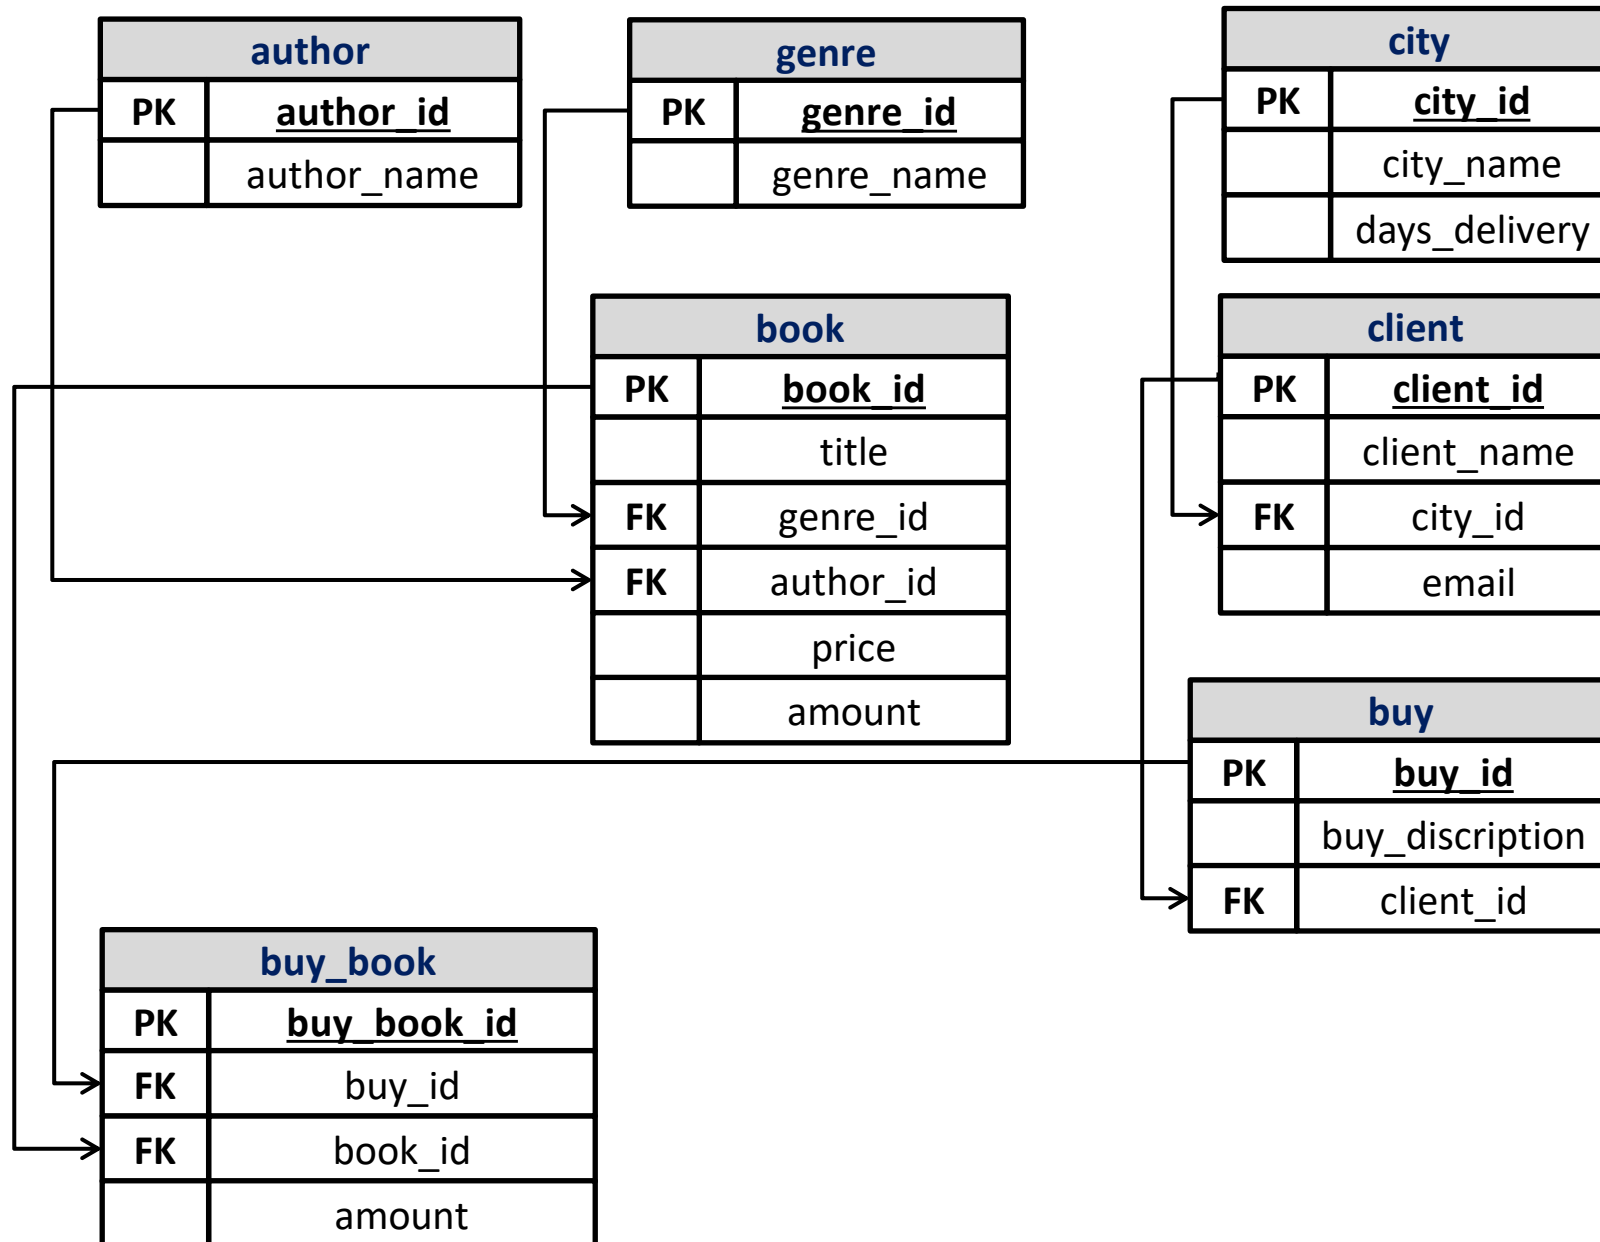 author
PK author_id
author_name
genre
PK genre_id
genre_name
city
PK city_id
city_name
days_delivery
book
PK book_id
title
FK genre_id
FK author_id
price
amount
client
PK client_id
client_name
FK city_id
email
buy
PK buy_id
buy_discription
FK client_id
buy_book
PK buy_book_id
FK buy_id
FK book_id
amount